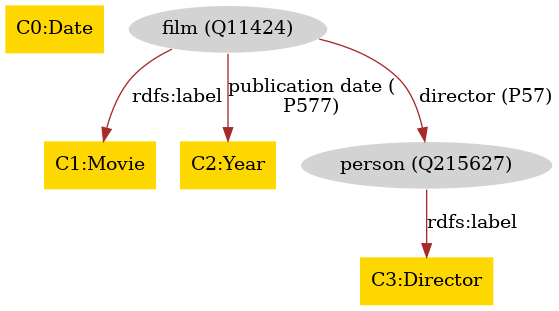 C0:Date
film (Q11424)
rdfs:label
publication date (
P577)
director (P57)
C1:Movie
C2:Year
person (Q215627)
rdfs:label
C3:Director